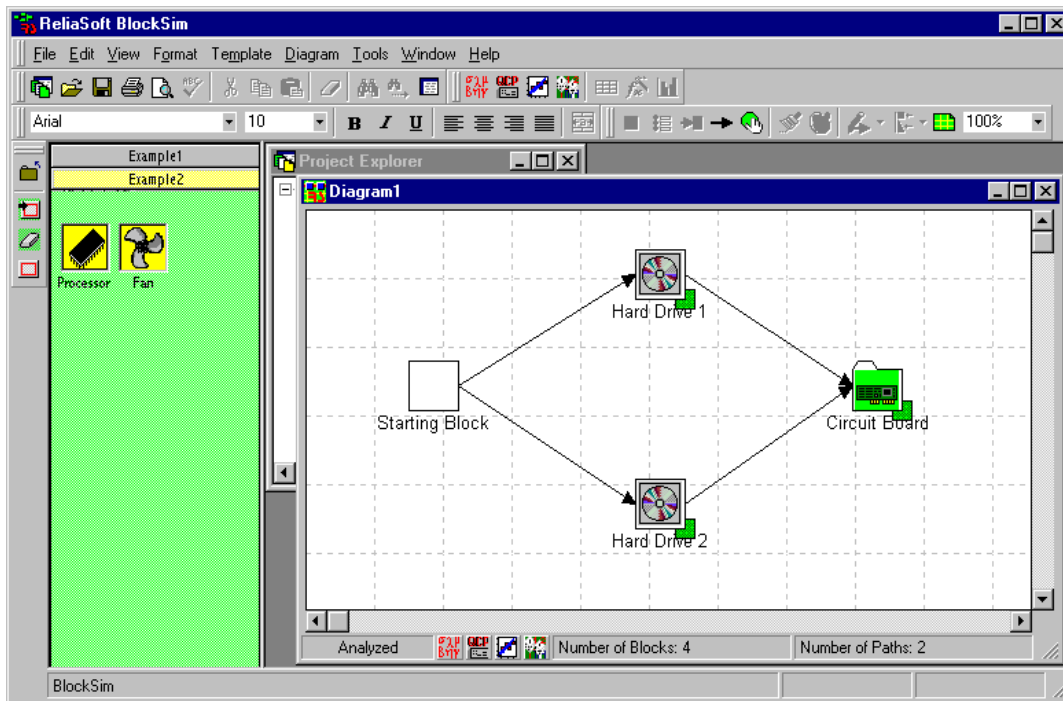 ReliaSoft BlockSim
File Edit View Format Template Diagram Tools Window Help
Arial 10 B I U 100%
Example1
Example2
Processor Fan
Project Explorer
Diagram1
Hard Drive 1
Starting Block
Circuit Board
Hard Drive 2
Analyzed
QCP
Number of Blocks: 4
Number of Paths: 2
BlockSim